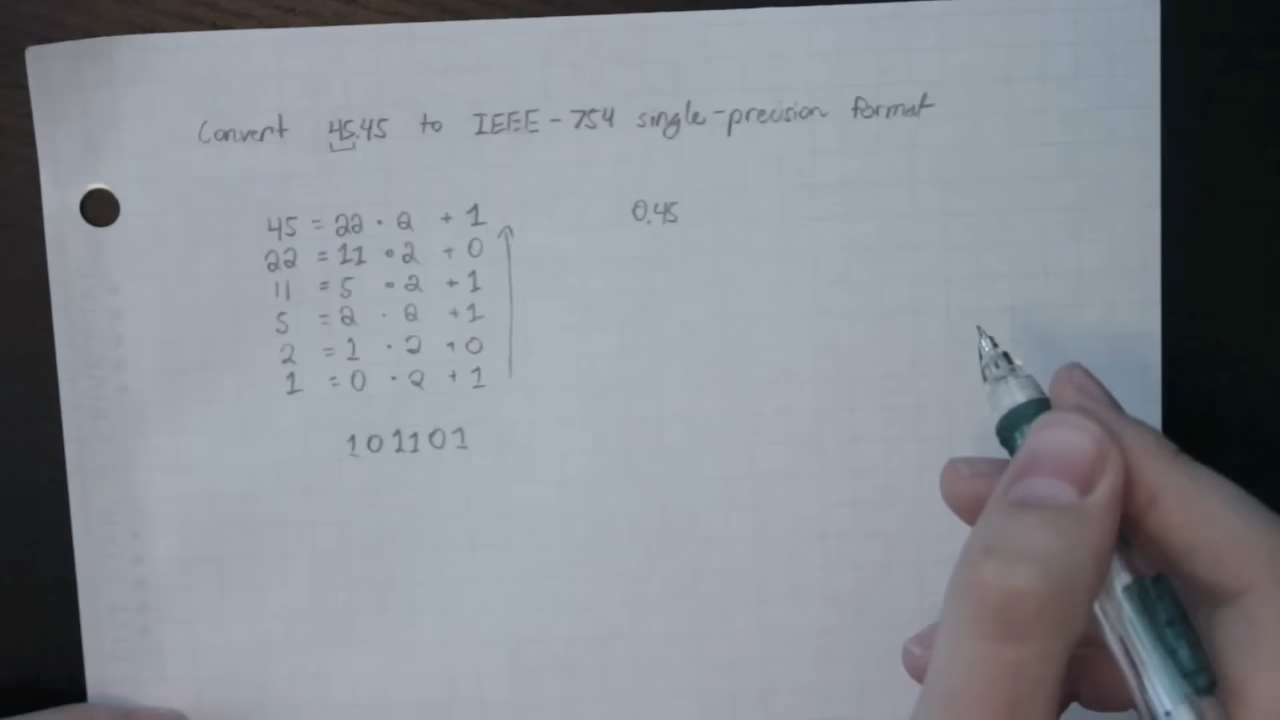 Convert 45.45 to IEEE-754 single-precision format
45 = 22 · 2 + 1
22 = 11 · 2 + 0
11 = 5 · 2 + 1
5 = 2 · 2 + 1
2 = 1 · 2 + 0
1 = 0 · 2 + 1
101101
0.45